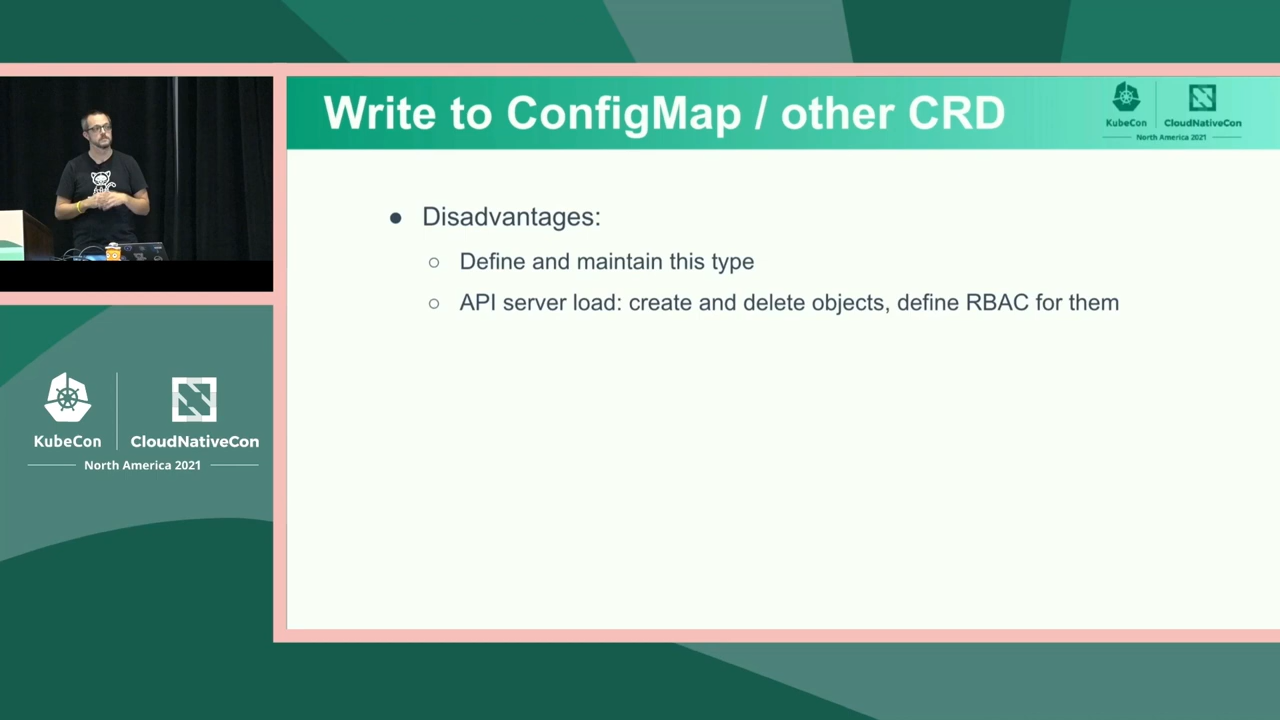 Write to ConfigMap / other CRD
KubeCon
CloudNativeCon
North America 2021
Disadvantages:
Define and maintain this type
API server load: create and delete objects, define RBAC for them
KubeCon
CloudNativeCon
North America 2021